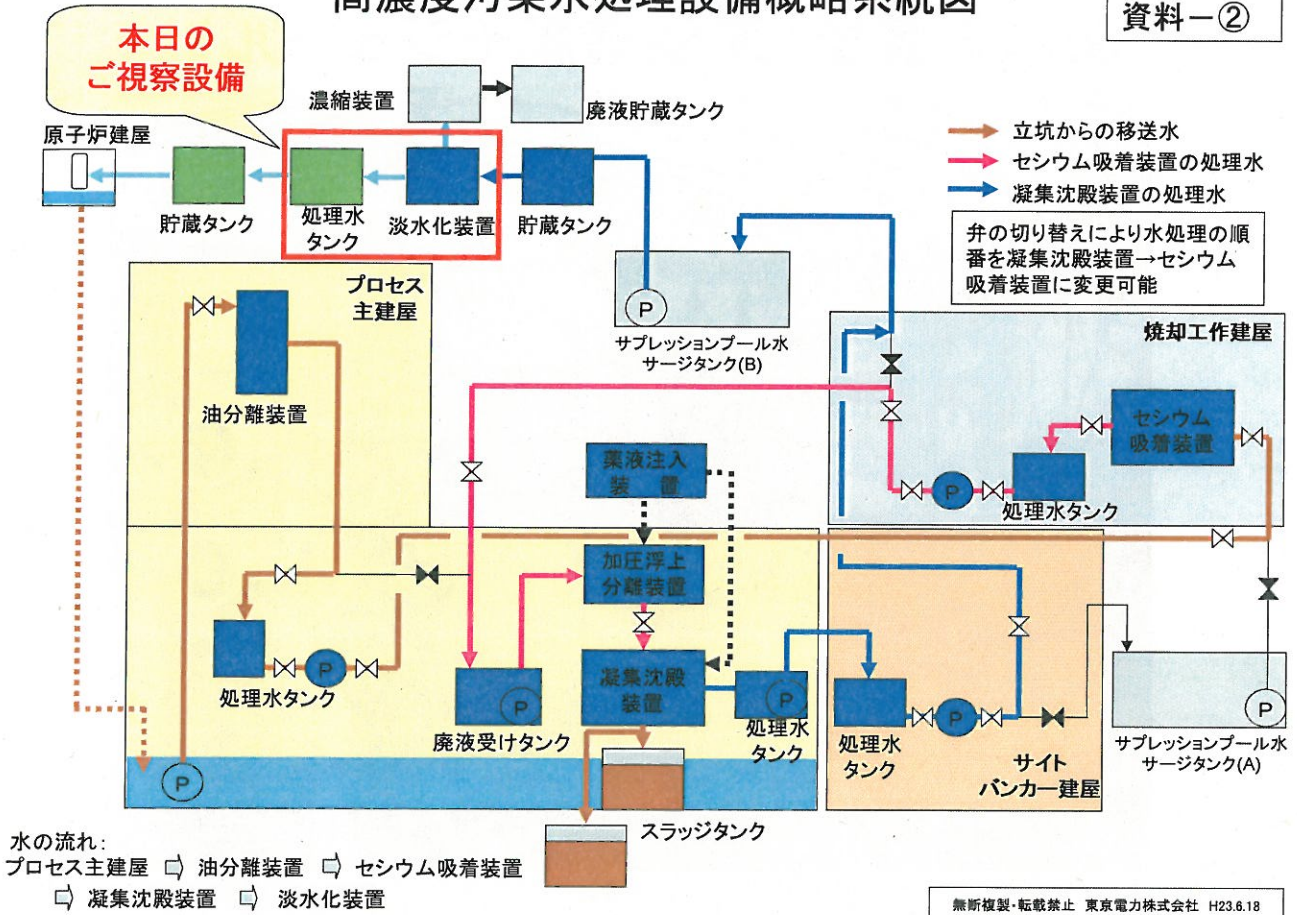 高濃度汚染水処理設備概略系統図
資料－②
本日の
ご視察設備
濃縮装置
廃液貯蔵タンク
原子炉建屋
貯蔵タンク
処理水
タンク
淡水化装置
貯蔵タンク
立坑からの移送水
セシウム吸着装置の処理水
凝集沈殿装置の処理水
弁の切り替えにより水処理の順
番を凝集沈殿装置→セシウム
吸着装置に変更可能
プロセス
主建屋
油分離装置
P
サプレッションプール水
サージタンク(B)
焼却工作建屋
セシウム
吸着装置
P
処理水タンク
薬液注入
装　置
加圧浮上
分離装置
凝集沈殿
装置
P
処理水タンク
P
廃液受けタンク
P
処理水
タンク
処理水
タンク
P
サイト
バンカー建屋
P
サプレッションプール水
サージタンク(A)
P
スラッジタンク
水の流れ:
プロセス主建屋 ⇨ 油分離装置 ⇨ セシウム吸着装置
⇨ 凝集沈殿装置 ⇨ 淡水化装置
無断複製・転載禁止 東京電力株式会社 H23.6.18